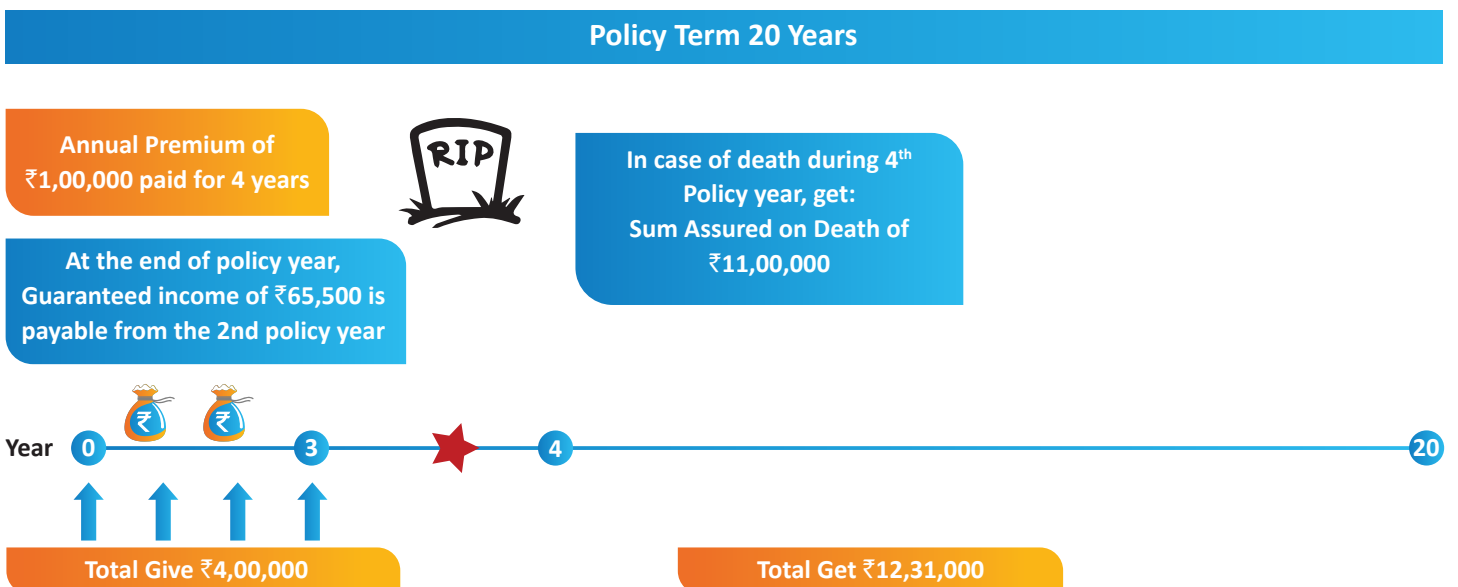 Policy Term 20 Years
Annual Premium of
₹1,00,000 paid for 4 years
RIP
In case of death during 4th
Policy year, get:
Sum Assured on Death of
₹11,00,000
At the end of policy year,
Guaranteed income of ₹65,500 is
payable from the 2nd policy year
₹ ₹
Year 0 3 4 20
Total Give ₹4,00,000
Total Get ₹12,31,000